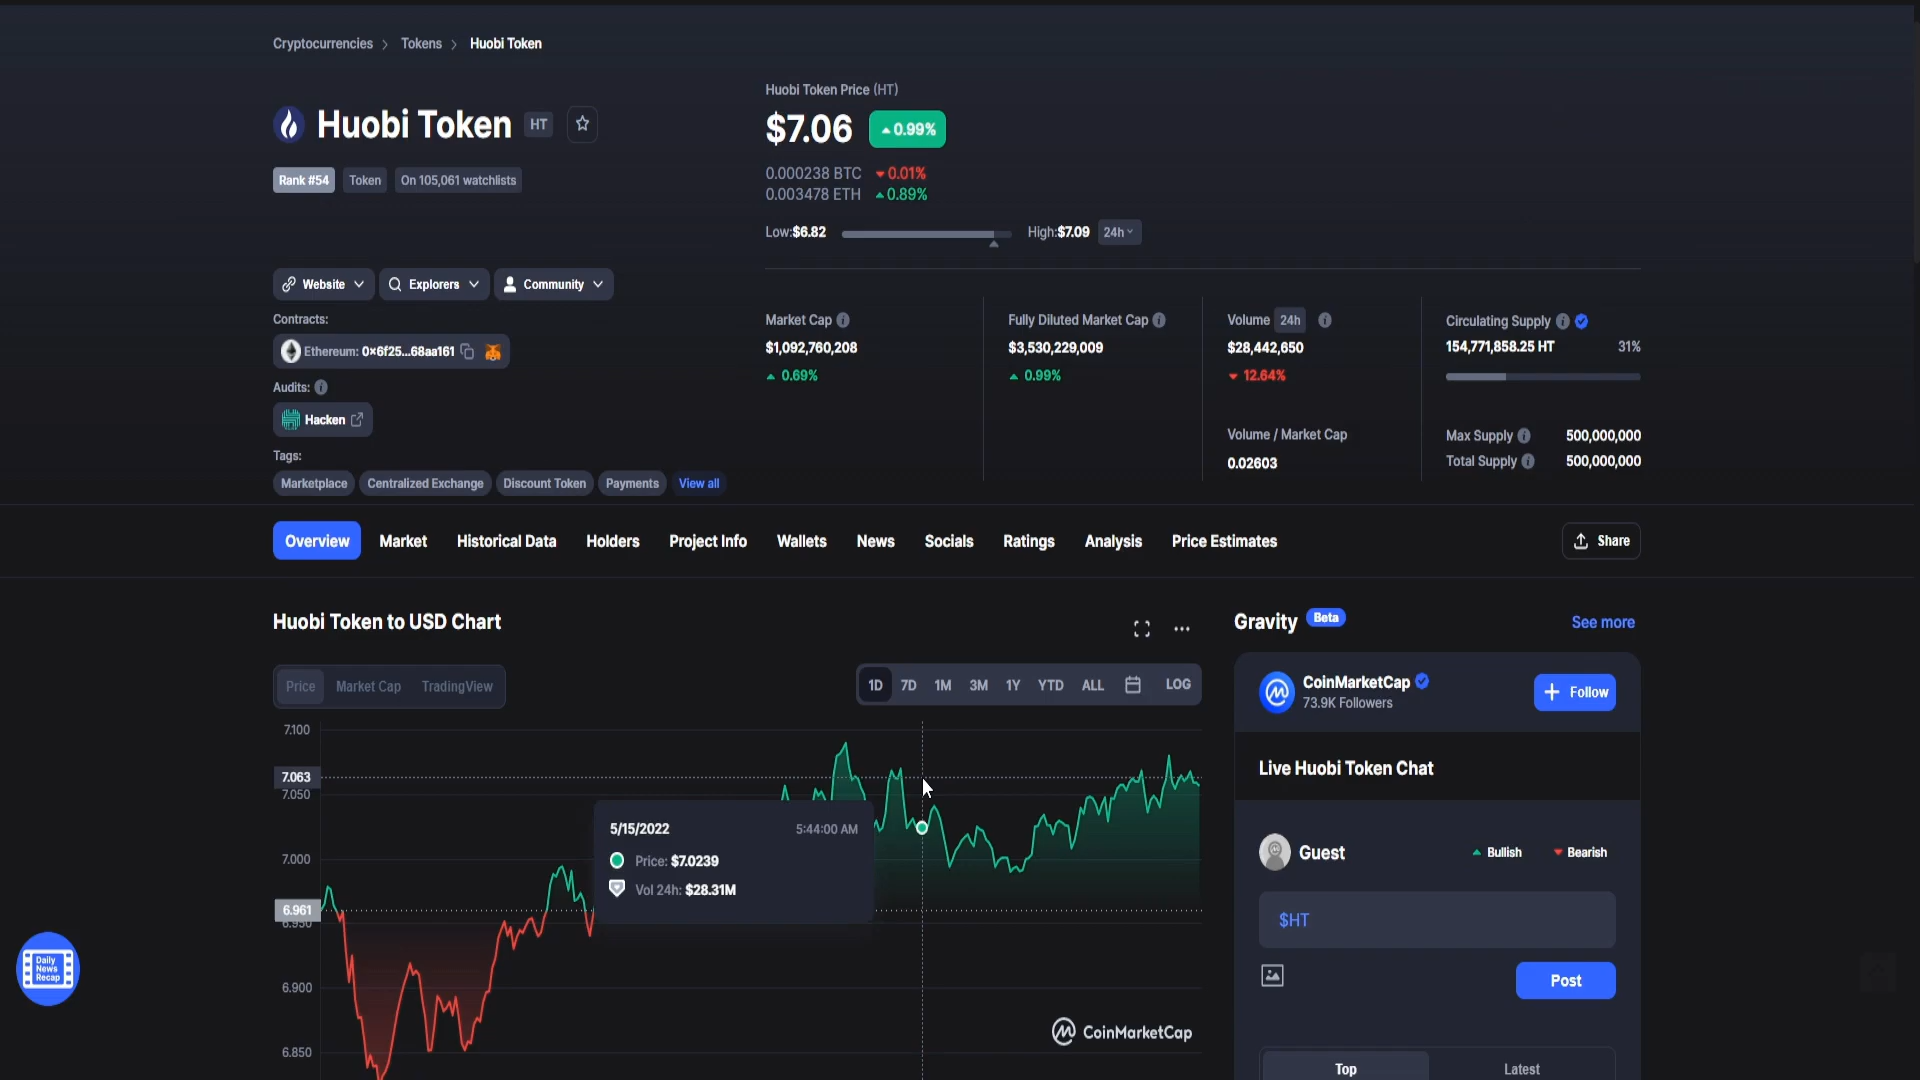 Cryptocurrencies > Tokens > Huobi Token
Huobi Token HT
Rank #54 Token On 105,061 watchlists
Huobi Token Price (HT)
$7.06 0.99%
0.000238 BTC 0.01%
0.003478 ETH 0.89%
Low:$6.82 High:$7.09 24h
Website Explorers Community
Contracts:
Ethereum: 0x6f25...68aa161
Audits:
Hacken
Tags:
Marketplace Centralized Exchange Discount Token Payments View all
Market Cap
$1,092,760,208
0.69%
Fully Diluted Market Cap
$3,530,229,009
0.99%
Volume 24h
$28,442,650
12.64%
Volume / Market Cap
0.02603
Circulating Supply
154,771,858.25 HT 31%
Max Supply 500,000,000
Total Supply 500,000,000
Overview Market Historical Data Holders Project Info Wallets News Socials Ratings Analysis Price Estimates Share
Huobi Token to USD Chart
Price Market Cap TradingView 1D 7D 1M 3M 1Y YTD ALL LOG
7.100
7.063
7.050
7.000
6.961
6.950
6.900
6.850
5/15/2022 5:44:00 AM
Price: $7.0239
Vol 24h: $28.31M
CoinMarketCap
Gravity Beta See more
CoinMarketCap
73.9K Followers
Follow
Live Huobi Token Chat
Guest Bullish Bearish
$HT
Post
Top Latest
Daily
News
Recap